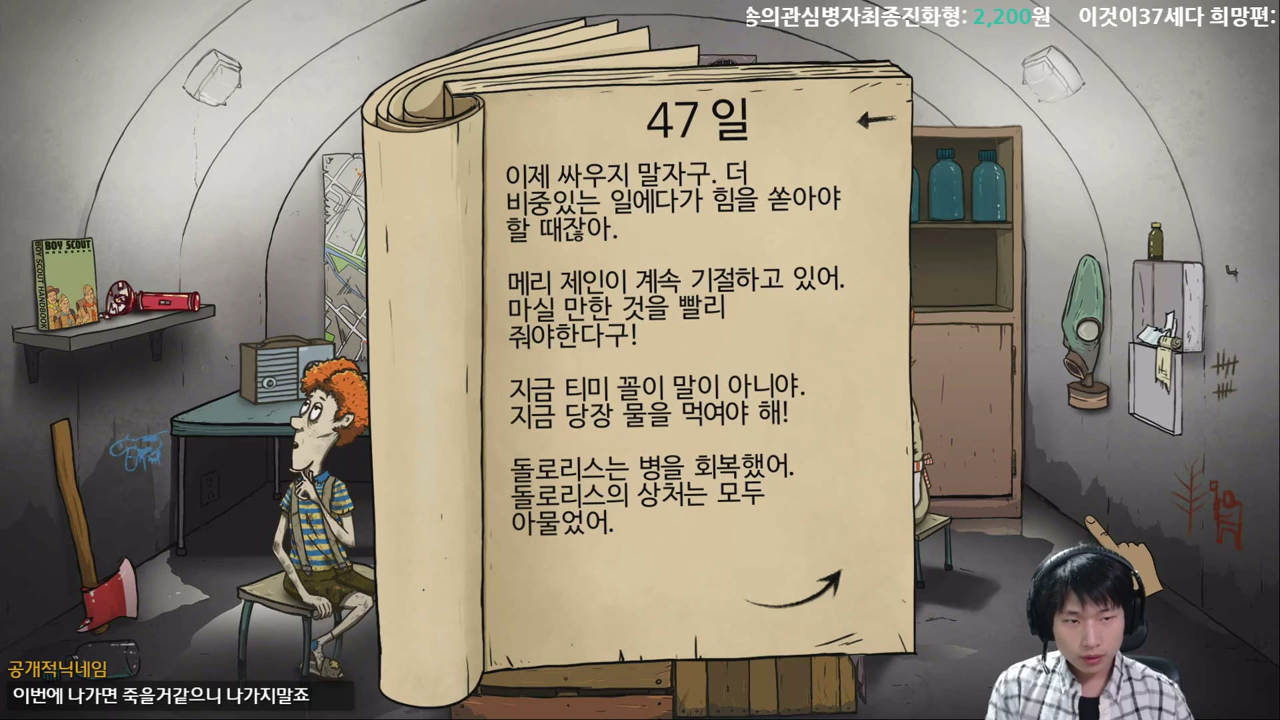 송의관심병자최종진화형: 2,200원 이것이37세다 희망편:
47 일
이제 싸우지 말자구. 더
비중있는 일에다가 힘을 쏟아야
할 때잖아.
메리 제인이 계속 기절하고 있어.
마실 만한 것을 빨리
줘야한다구!
지금 티미 꼴이 말이 아니야.
지금 당장 물을 먹여야 해!
돌로리스는 병을 회복했어.
돌로리스의 상처는 모두
아물었어.
BOY SCOUT
BOY SCOUT HANDBOOK
공개적닉네임
이번에 나가면 죽을거같으니 나가지말죠